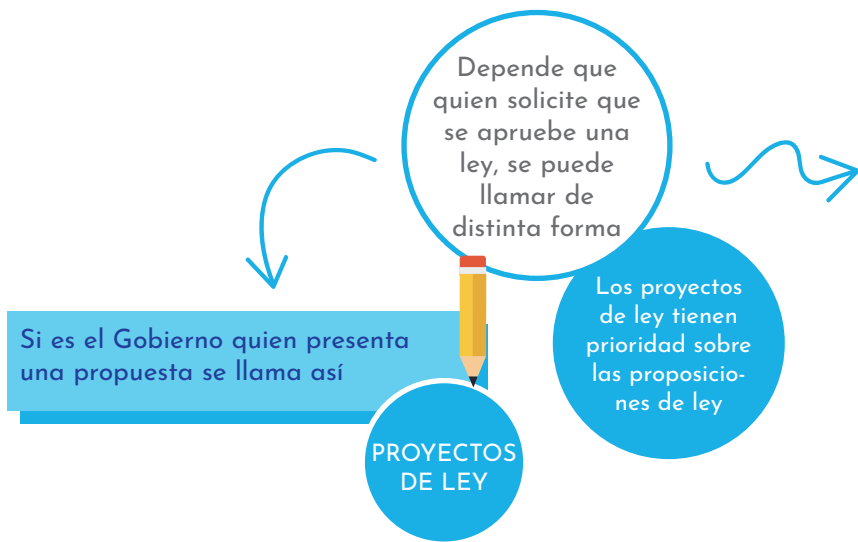 Depende que
quien solicite que
se apruebe una
ley, se puede
llamar de
distinta forma
Si es el Gobierno quien presenta
una propuesta se llama así
Los proyectos
de ley tienen
prioridad sobre
las proposicio-
nes de ley
PROYECTOS
DE LEY